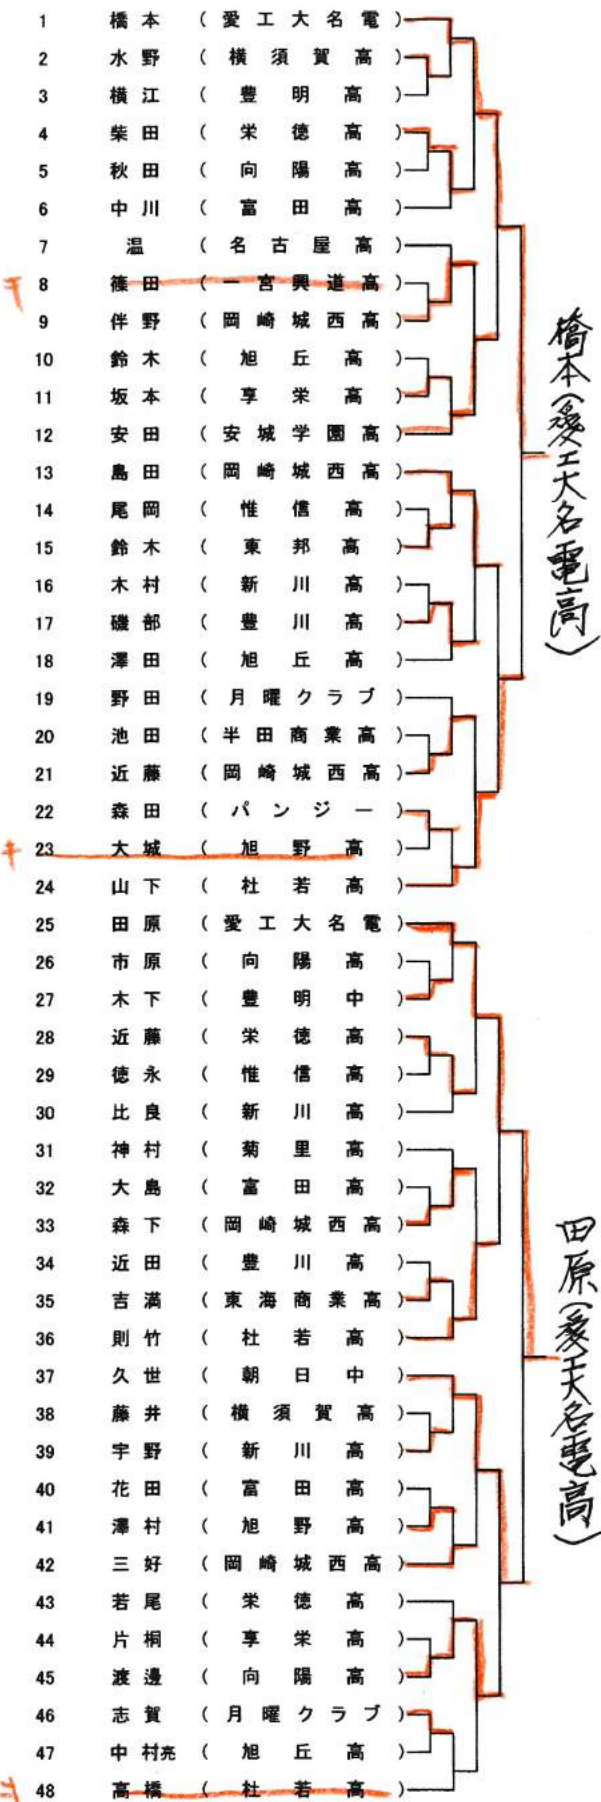 1 橋本 (愛工大名電)
2 水野 (横須賀高)
3 横江 (豊明高)
4 柴田 (栄徳高)
5 秋田 (向陽高)
6 中川 (富田高)
7 温 (名古屋高)
8 篠田 (一宮興道高)
9 伴野 (岡崎城西高)
10 鈴木 (旭丘高)
11 坂本 (享栄高)
12 安田 (安城学園高)
13 島田 (岡崎城西高)
14 尾岡 (惟信高)
15 鈴木 (東邦高)
16 木村 (新川高)
17 磯部 (豊川高)
18 澤田 (旭丘高)
19 野田 (月曜クラブ)
20 池田 (半田商業高)
21 近藤 (岡崎城西高)
22 森田 (パンジー)
23 大城 (旭野高)
24 山下 (杜若高)
橋本(愛工大名電高)
25 田原 (愛工大名電)
26 市原 (向陽高)
27 木下 (豊明中)
28 近藤 (栄徳高)
29 徳永 (惟信高)
30 比良 (新川高)
31 神村 (菊里高)
32 大島 (富田高)
33 森下 (岡崎城西高)
34 近田 (豊川高)
35 吉満 (東海商業高)
36 則竹 (杜若高)
37 久世 (朝日中)
38 藤井 (横須賀高)
39 宇野 (新川高)
40 花田 (富田高)
41 澤村 (旭野高)
42 三好 (岡崎城西高)
43 若尾 (栄徳高)
44 片桐 (享栄高)
45 渡邊 (向陽高)
46 志賀 (月曜クラブ)
47 中村亮 (旭丘高)
48 高橋 (杜若高)
田原(愛工大名電高)